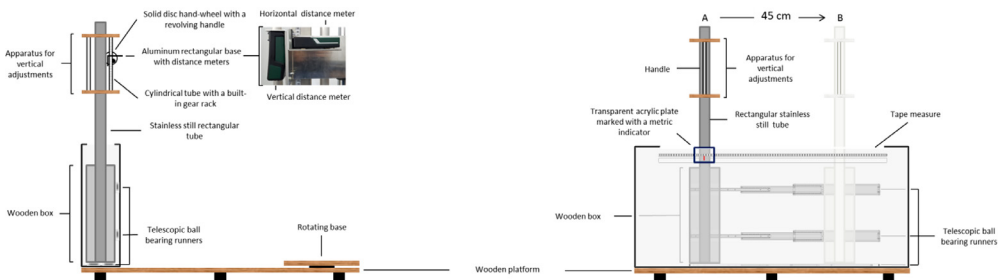 Solid disc hand-wheel with a
revolving handle
Horizontal distance meter
Apparatus for
vertical
adjustments
Aluminum rectangular base
with distance meters
Cylindrical tube with a built-
in gear rack
Vertical distance meter
Stainless still rectangular
tube
Wooden box
Telescopic ball
bearing runners
Rotating base
Wooden platform
A
45 cm
B
Handle
Apparatus for
vertical
adjustments
Transparent acrylic plate
marked with a metric
indicator
Rectangular stainless
still tube
Tape measure
Wooden box
Telescopic ball
bearing runners